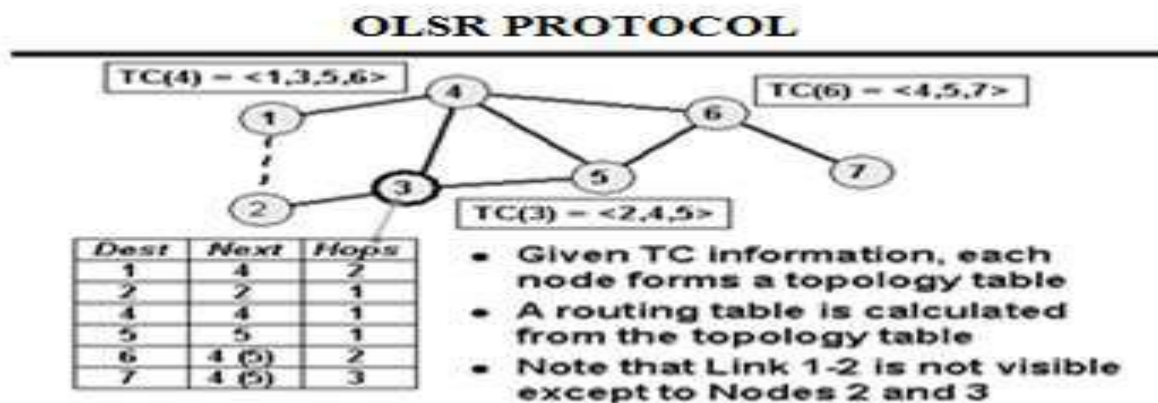 OLSR PROTOCOL
TC(4) = <1,3,5,6>
4
TC(6) = <4,5,7>
1
6
3
5
7
2
TC(3) = <2,4,5>
Dest Next Hops
1 4 2
2 2 1
4 4 1
5 5 1
6 4 (5) 2
7 4 (5) 3
• Given TC information, each
node forms a topology table
• A routing table is calculated
from the topology table
• Note that Link 1-2 is not visible
except to Nodes 2 and 3